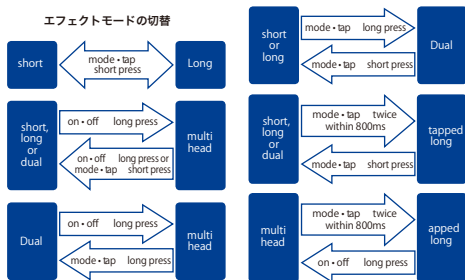 エフェクトモードの切替
short
mode・tap
short press
Long
short,
long
or
dual
on・off long press
on・off long press or
mode・tap short press
multi
head
Dual
on・off long press
mode・tap long press
multi
head
short
or
long
mode・tap long press
mode・tap short press
Dual
short,
long
or
dual
mode・tap twice
within 800ms
mode・tap short press
tapped
long
multi
head
mode・tap twice
within 800ms
on・off long press
apped
long